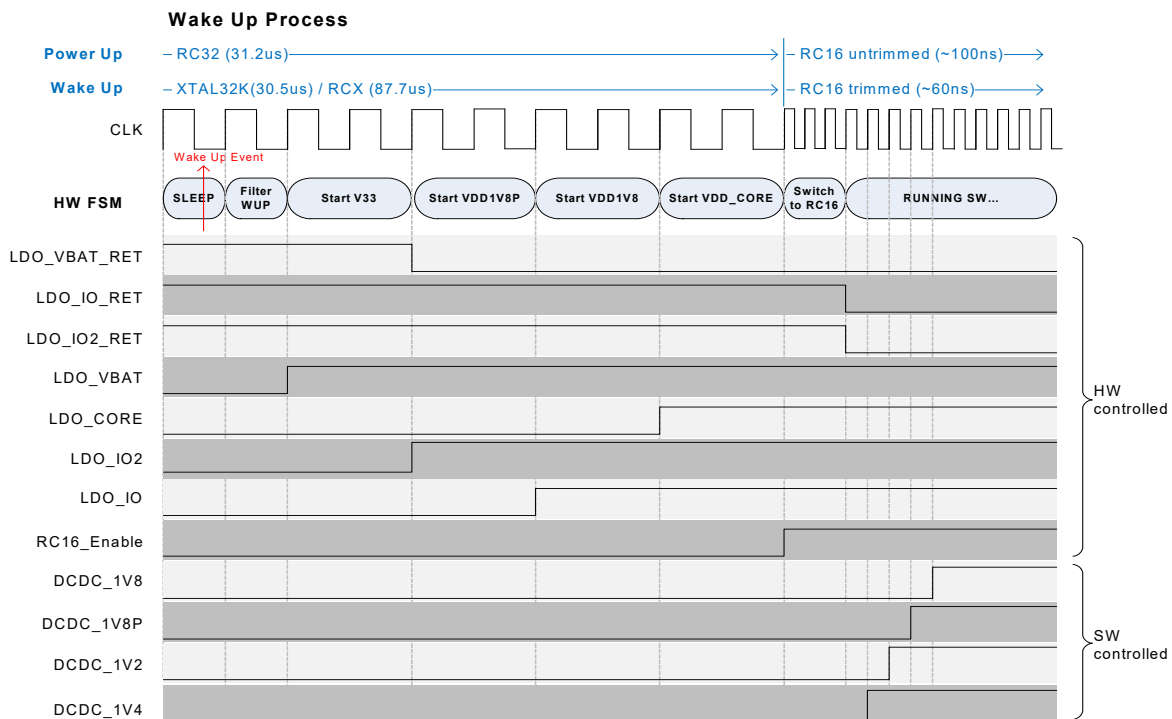 Wake Up Process
Power Up
RC32 (31.2us)
RC16 untrimmed (~100ns)
Wake Up
XTAL32K(30.5us) / RCX (87.7us)
RC16 trimmed (~60ns)
CLK
Wake Up Event
HW FSM
SLEEP
Filter
WUP
Start V33
Start VDD1V8P
Start VDD1V8
Start VDD_CORE
Switch
to RC16
RUNNING SW...
LDO_VBAT_RET
LDO_IO_RET
LDO_IO2_RET
LDO_VBAT
LDO_CORE
LDO_IO2
LDO_IO
RC16_Enable
HW
controlled
DCDC_1V8
DCDC_1V8P
DCDC_1V2
DCDC_1V4
SW
controlled